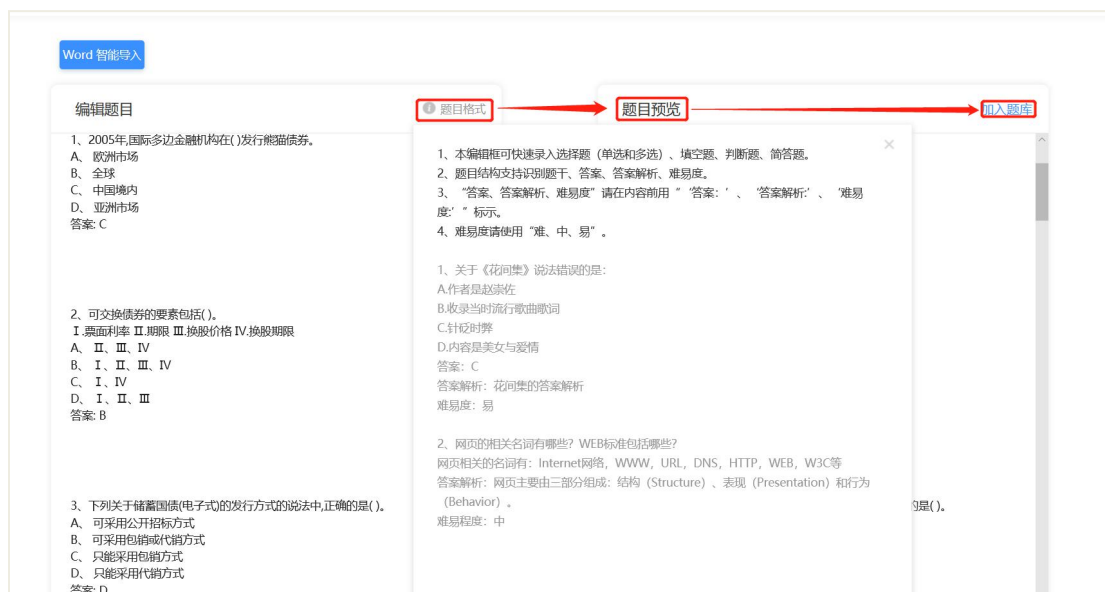 Word 智能导入
编辑题目
题目格式
题目预览
加入题库
1、2005年,国际多边金融机构在( )发行熊猫债券。
A、 欧洲市场
B、 全球
C、 中国境内
D、 亚洲市场
答案: C
2、可交换债券的要素包括( )。
Ⅰ.票面利率 Ⅱ.期限 Ⅲ.换股价格 Ⅳ.换股期限
A、 Ⅱ、Ⅲ、Ⅳ
B、 Ⅰ、Ⅱ、Ⅲ、Ⅳ
C、 Ⅰ、Ⅳ
D、 Ⅰ、Ⅱ、Ⅲ
答案: B
3、下列关于储蓄国债(电子式)的发行方式的说法中,正确的是( )。
A、 可采用公开招标方式
B、 可采用包销或代销方式
C、 只能采用包销方式
D、 只能采用代销方式
答案: D
1、本编辑框可快速录入选择题（单选和多选）、填空题、判断题、简答题。
2、题目结构支持识别题干、答案、答案解析、难易度。
3、“答案、答案解析、难易度”请在内容前用“‘答案：’、‘答案解析:’、‘难易
度:’”标示。
4、难易度请使用“难、中、易”。
1、关于《花间集》说法错误的是：
A.作者是赵崇佐
B.收录当时流行歌曲歌词
C.针砭时弊
D.内容是美女与爱情
答案：C
答案解析：花间集的答案解析
难易度：易
2、网页的相关名词有哪些？WEB标准包括哪些?
网页相关的名词有：Internet网络，WWW，URL，DNS，HTTP，WEB，W3C等
答案解析：网页主要由三部分组成：结构（Structure）、表现（Presentation）和行为
（Behavior）。
难易程度：中
的是( )。